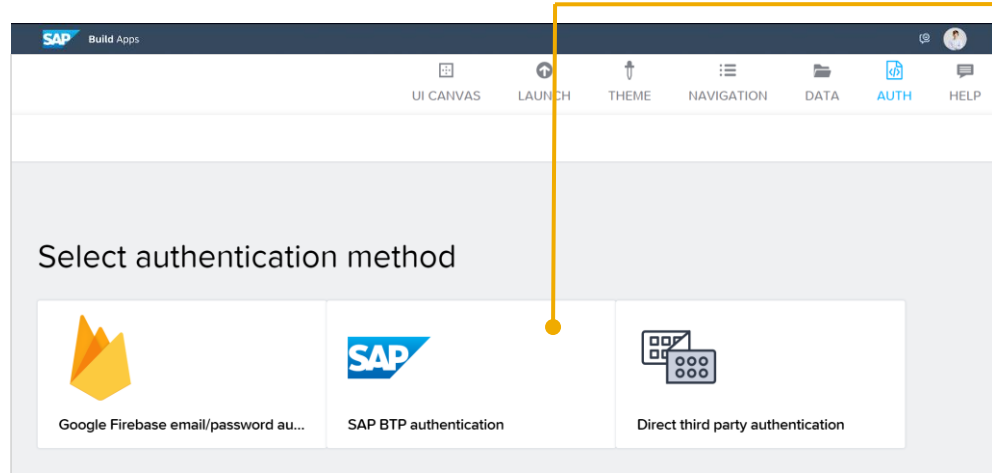 SAP Build Apps
UI CANVAS LAUNCH THEME NAVIGATION DATA AUTH HELP
Select authentication method
SAP
Google Firebase email/password au... SAP BTP authentication Direct third party authentication